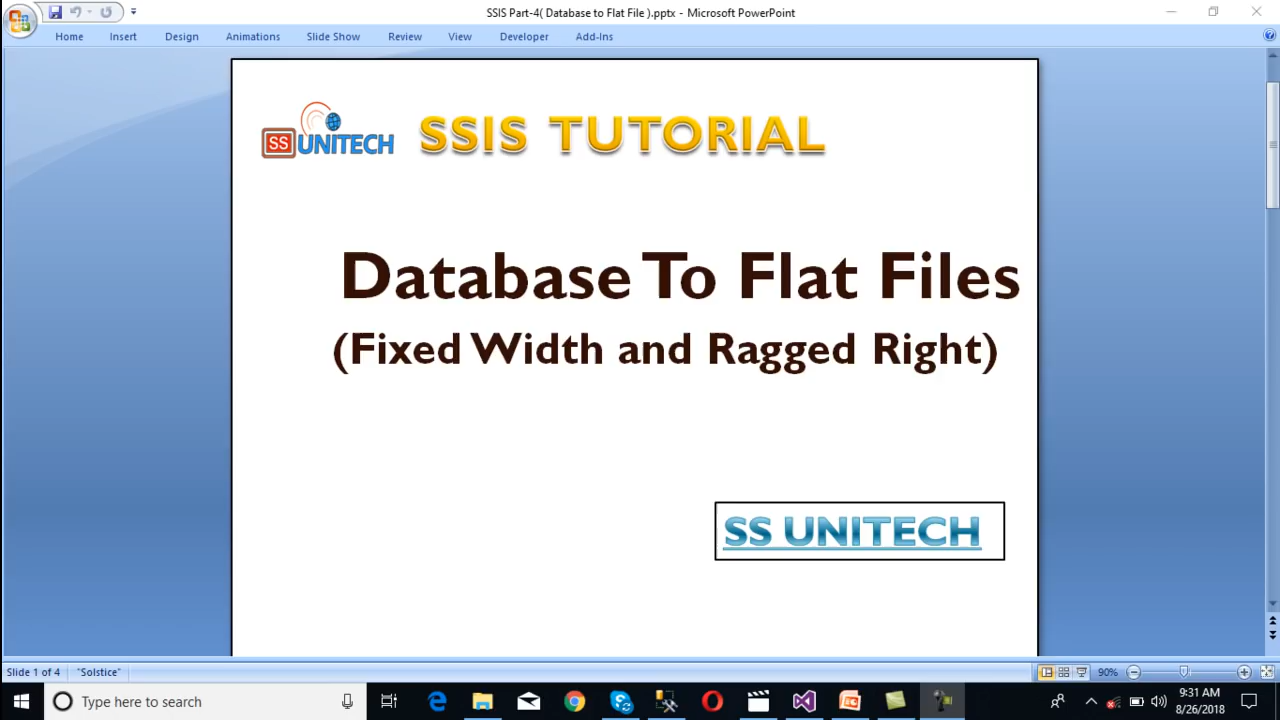 SSIS Part-4( Database to Flat File ).pptx - Microsoft PowerPoint
Home Insert Design Animations Slide Show Review View Developer Add-Ins
SS UNITECH SSIS TUTORIAL
Database To Flat Files
(Fixed Width and Ragged Right)
SS UNITECH
Slide 1 of 4 "Solstice" 90%
Type here to search
9:31 AM
8/26/2018